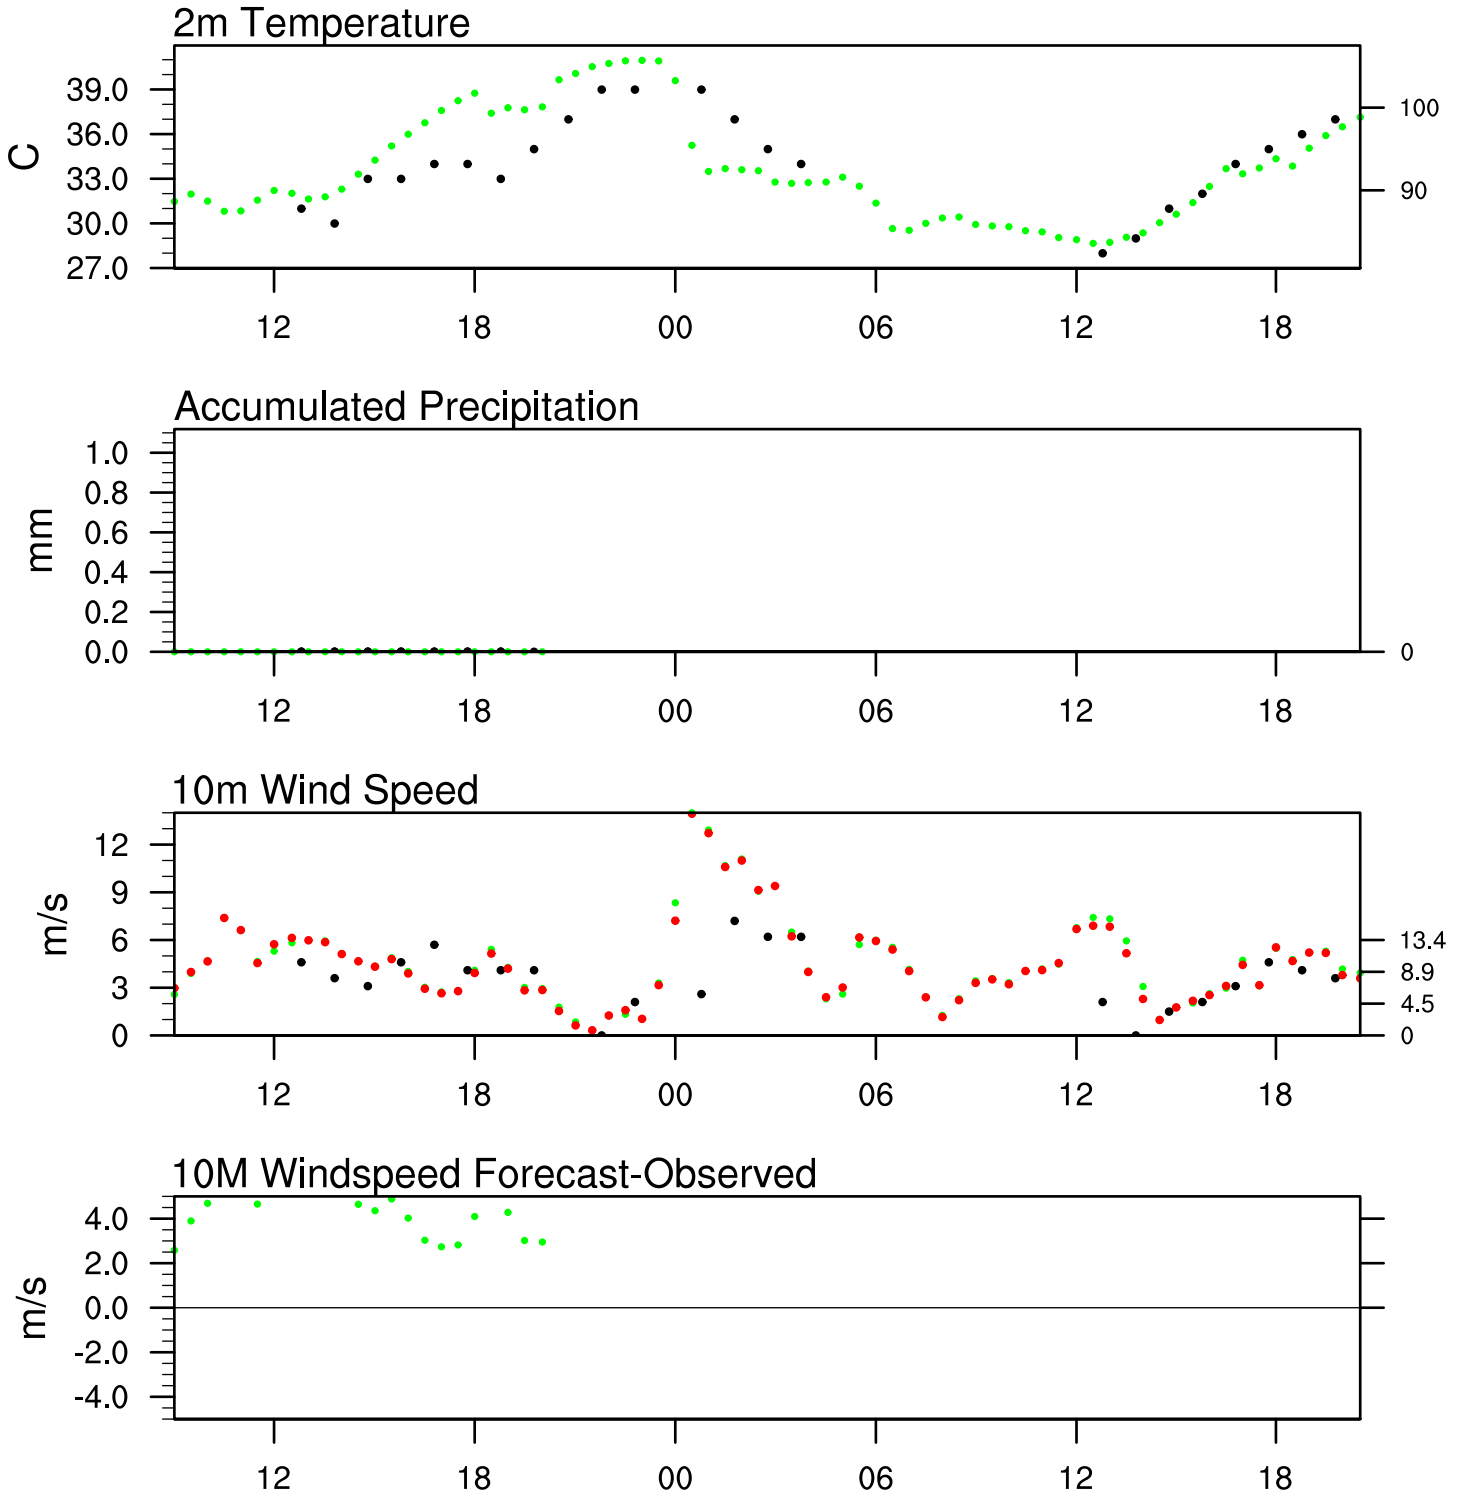 2m Temperature
39.0
36.0
33.0
30.0
27.0
C
100
90
12 18 00 06 12 18
Accumulated Precipitation
1.0
0.8
0.6
0.4
0.2
0.0
mm
0
12 18 00 06 12 18
10m Wind Speed
12
9
6
3
0
m/s
13.4
8.9
4.5
0
12 18 00 06 12 18
10M Windspeed Forecast-Observed
4.0
2.0
0.0
-2.0
-4.0
m/s
12 18 00 06 12 18